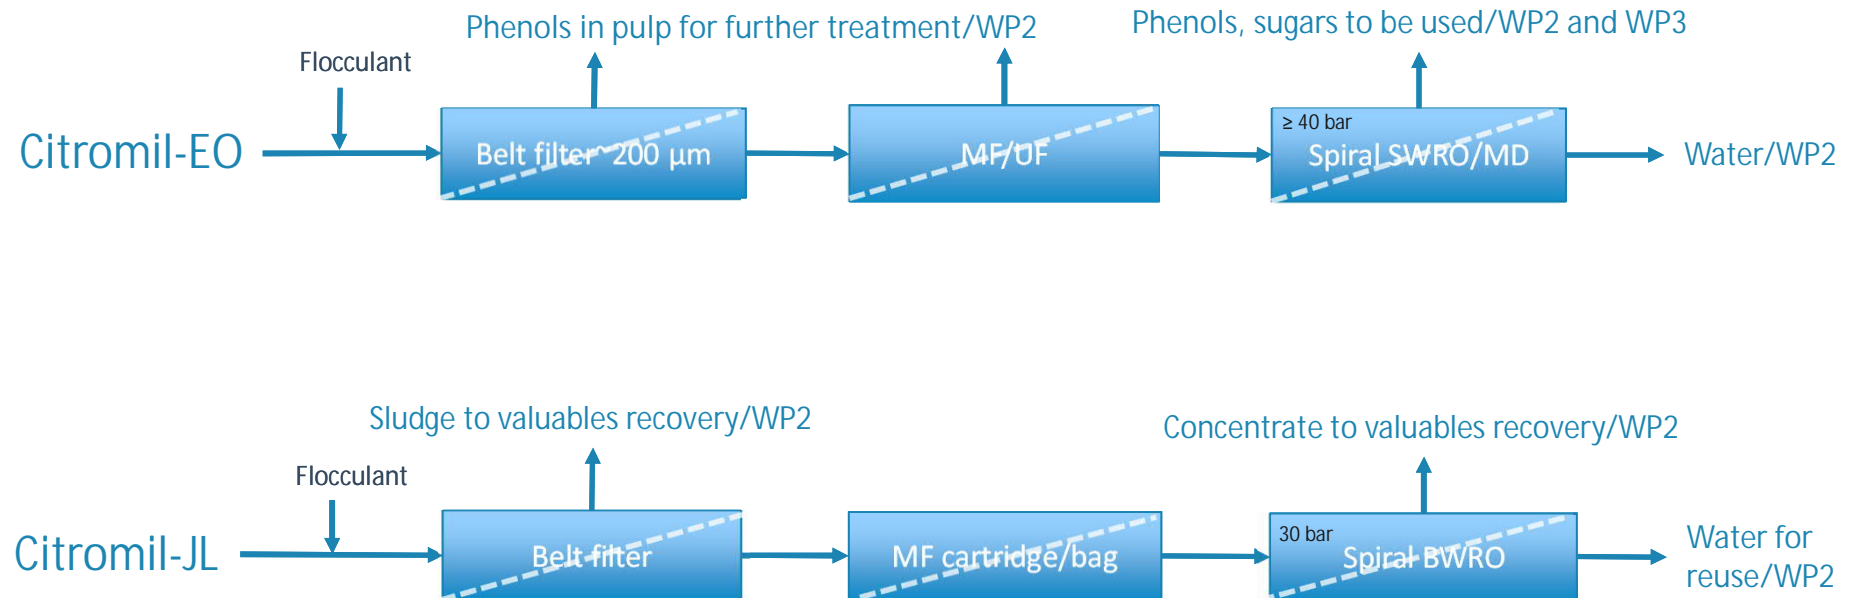 Phenols in pulp for further treatment/WP2
Phenols, sugars to be used/WP2 and WP3
Flocculant
Citromil-EO
Belt filter~200 µm
MF/UF
≥ 40 bar
Spiral SWRO/MD
Water/WP2
Sludge to valuables recovery/WP2
Concentrate to valuables recovery/WP2
Flocculant
Citromil-JL
Belt filter
MF cartridge/bag
30 bar
Spiral BWRO
Water for
reuse/WP2